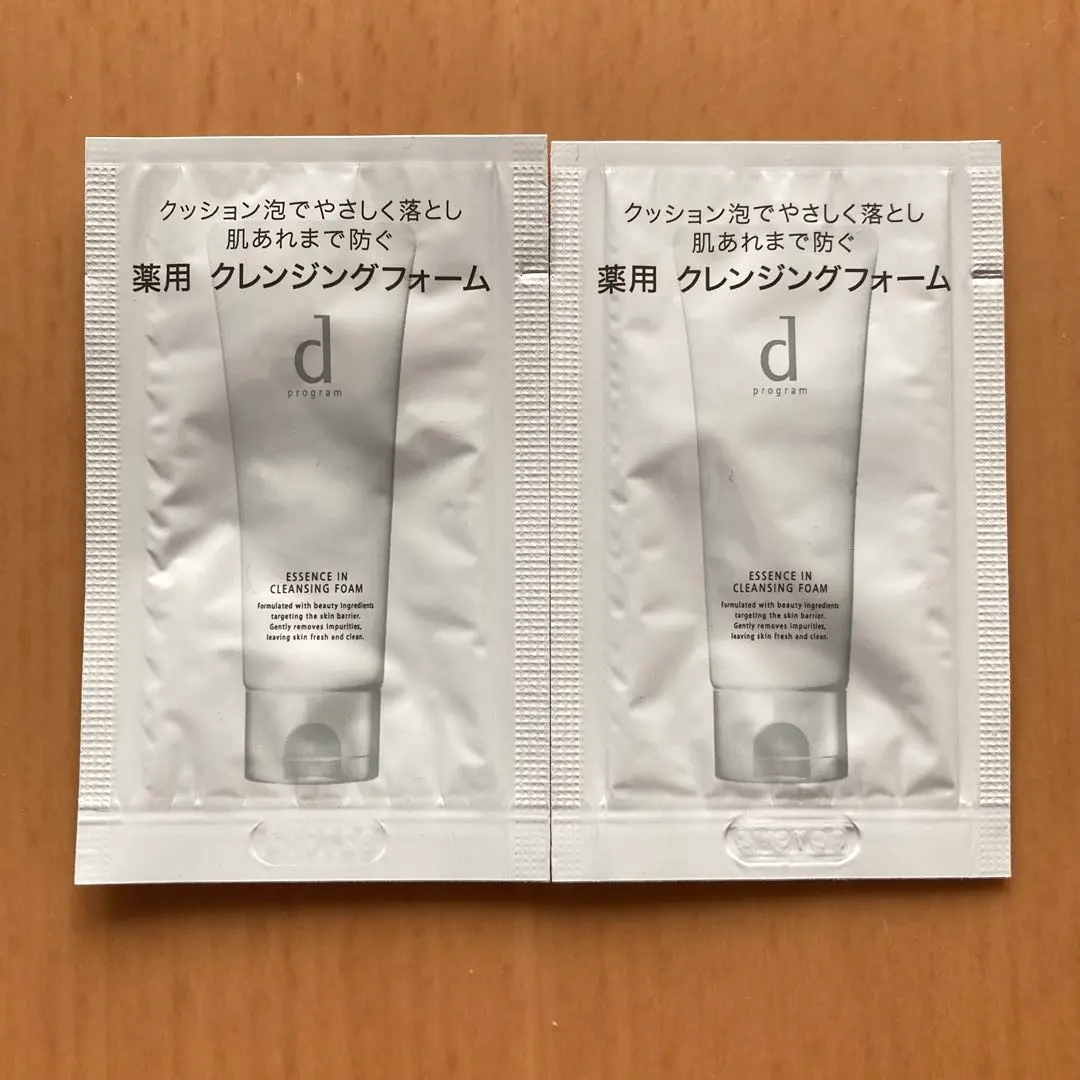 クッション泡でやさしく落とし
肌あれまで防ぐ
薬用 クレンジングフォーム
d
program
ESSENCE IN
CLEANSING FOAM
Formulated with beauty ingredients
targeting the skin barrier.
Gently removes impurities,
leaving skin fresh and clean.
クッション泡でやさしく落とし
肌あれまで防ぐ
薬用 クレンジングフォーム
d
program
ESSENCE IN
CLEANSING FOAM
Formulated with beauty ingredients
targeting the skin barrier.
Gently removes impurities,
leaving skin fresh and clean.